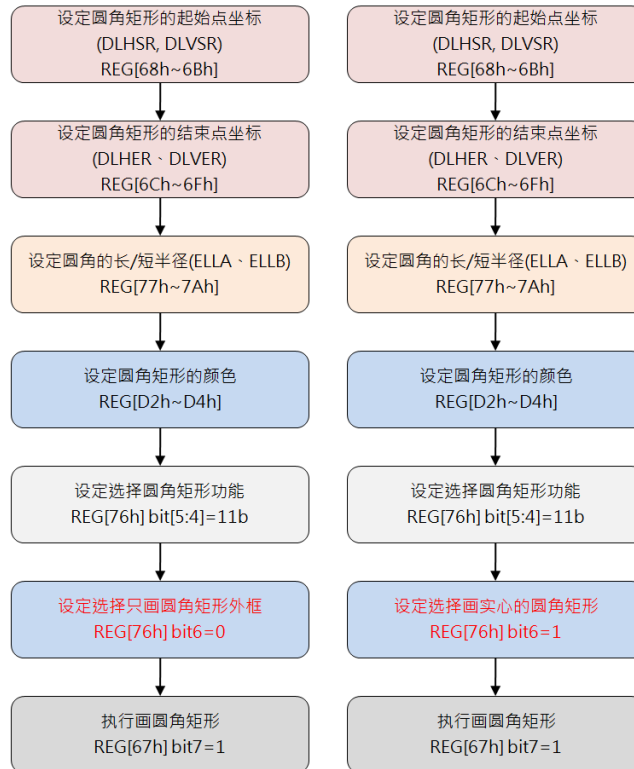 设定圆角矩形的起始点坐标
(DLHSR, DLVSR)
REG[68h~6Bh]
设定圆角矩形的结束点坐标
(DLHER、DLVER)
REG[6Ch~6Fh]
设定圆角的长/短半径(ELLA、ELLB)
REG[77h~7Ah]
设定圆角矩形的颜色
REG[D2h~D4h]
设定选择圆角矩形功能
REG[76h] bit[5:4]=11b
设定选择只画圆角矩形外框
REG[76h] bit6=0
执行画圆角矩形
REG[67h] bit7=1
设定圆角矩形的起始点坐标
(DLHSR, DLVSR)
REG[68h~6Bh]
设定圆角矩形的结束点坐标
(DLHER、DLVER)
REG[6Ch~6Fh]
设定圆角的长/短半径(ELLA、ELLB)
REG[77h~7Ah]
设定圆角矩形的颜色
REG[D2h~D4h]
设定选择圆角矩形功能
REG[76h] bit[5:4]=11b
设定选择画实心的圆角矩形
REG[76h] bit6=1
执行画圆角矩形
REG[67h] bit7=1